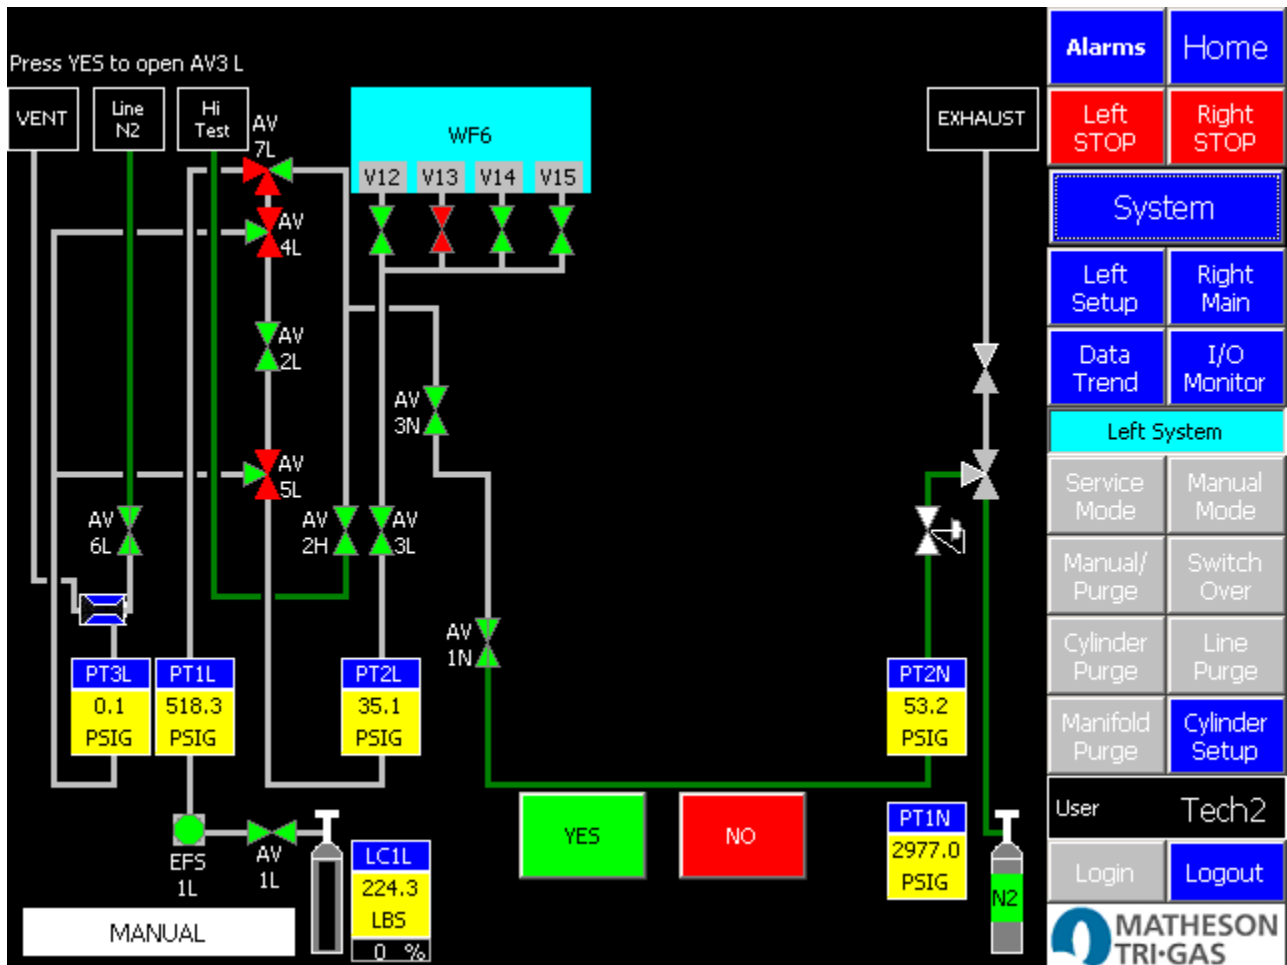 Press YES to open AV3 L
VENT
Line
N2
Hi
Test
AV
7L
WF6
V12
V13
V14
V15
EXHAUST
AV
4L
AV
2L
AV
3N
AV
5L
AV
6L
AV
2H
AV
3L
AV
1N
PT3L
0.1
PSIG
PT1L
518.3
PSIG
PT2L
35.1
PSIG
PT2N
53.2
PSIG
EFS
1L
AV
1L
LC1L
224.3
LBS
0 %
YES
NO
PT1N
2977.0
PSIG
N2
MANUAL
Alarms
Home
Left
STOP
Right
STOP
System
Left
Setup
Right
Main
Data
Trend
I/O
Monitor
Left System
Service
Mode
Manual
Mode
Manual/
Purge
Switch
Over
Cylinder
Purge
Line
Purge
Manifold
Purge
Cylinder
Setup
User
Tech2
Login
Logout
MATHESON
TRI•GAS